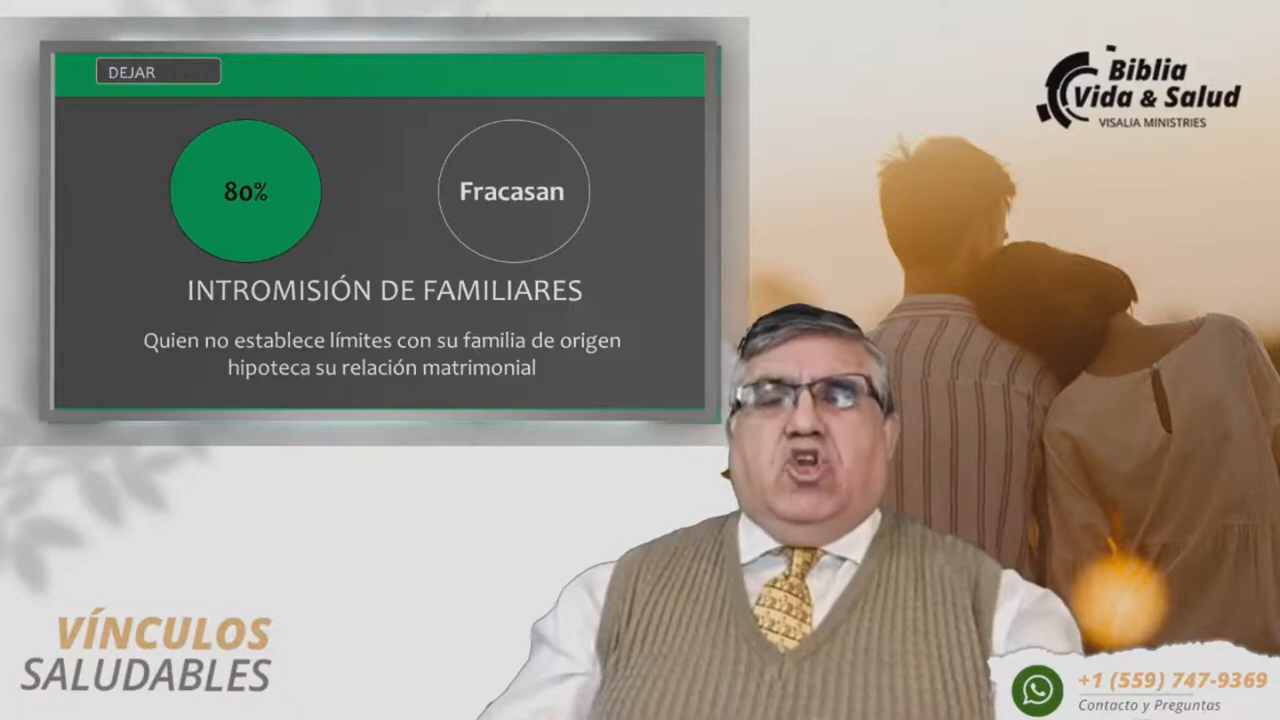 DEJAR
80%
Fracasan
INTROMISIÓN DE FAMILIARES
Quien no establece límites con su familia de origen
hipoteca su relación matrimonial
Biblia
Vida & Salud
VISALIA MINISTRIES
VÍNCULOS
SALUDABLES
+1 (559) 747-9369
Contacto y Preguntas